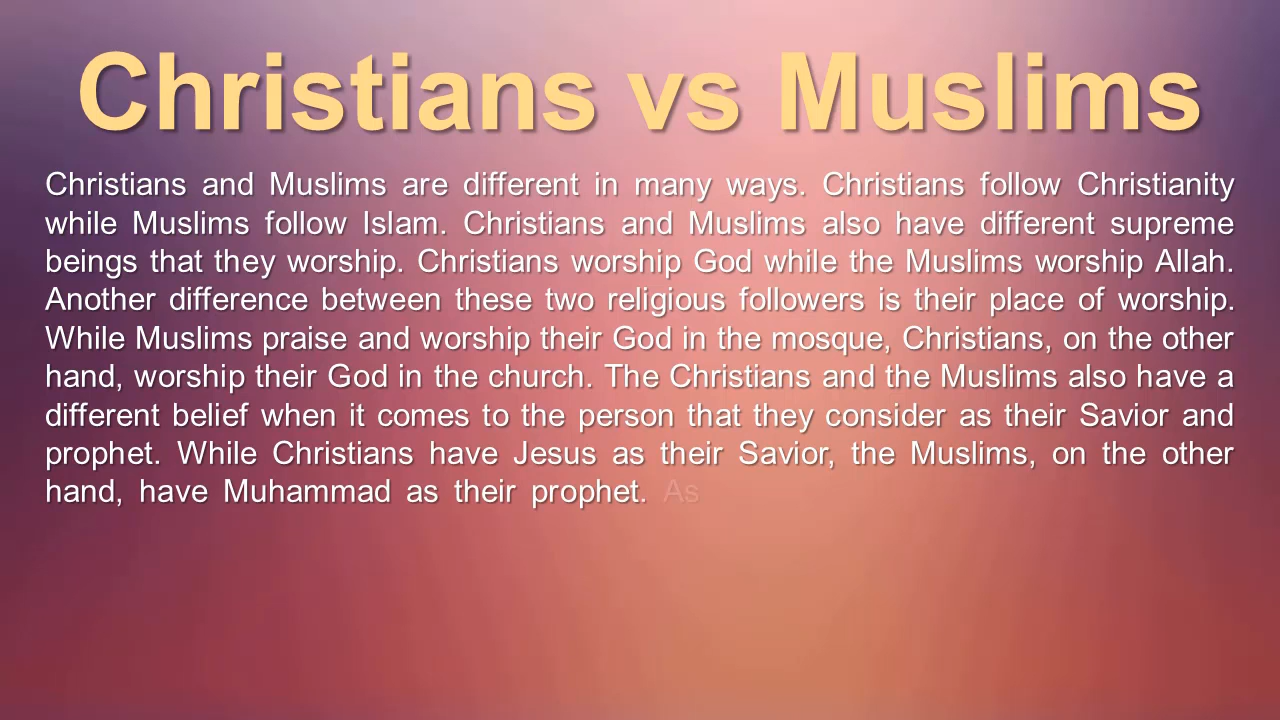 Christians vs Muslims
Christians and Muslims are different in many ways. Christians follow Christianity
while Muslims follow Islam. Christians and Muslims also have different supreme
beings that they worship. Christians worship God while the Muslims worship Allah.
Another difference between these two religious followers is their place of worship.
While Muslims praise and worship their God in the mosque, Christians, on the other
hand, worship their God in the church. The Christians and the Muslims also have a
different belief when it comes to the person that they consider as their Savior and
prophet. While Christians have Jesus as their Savior, the Muslims, on the other
hand, have Muhammad as their prophet. As